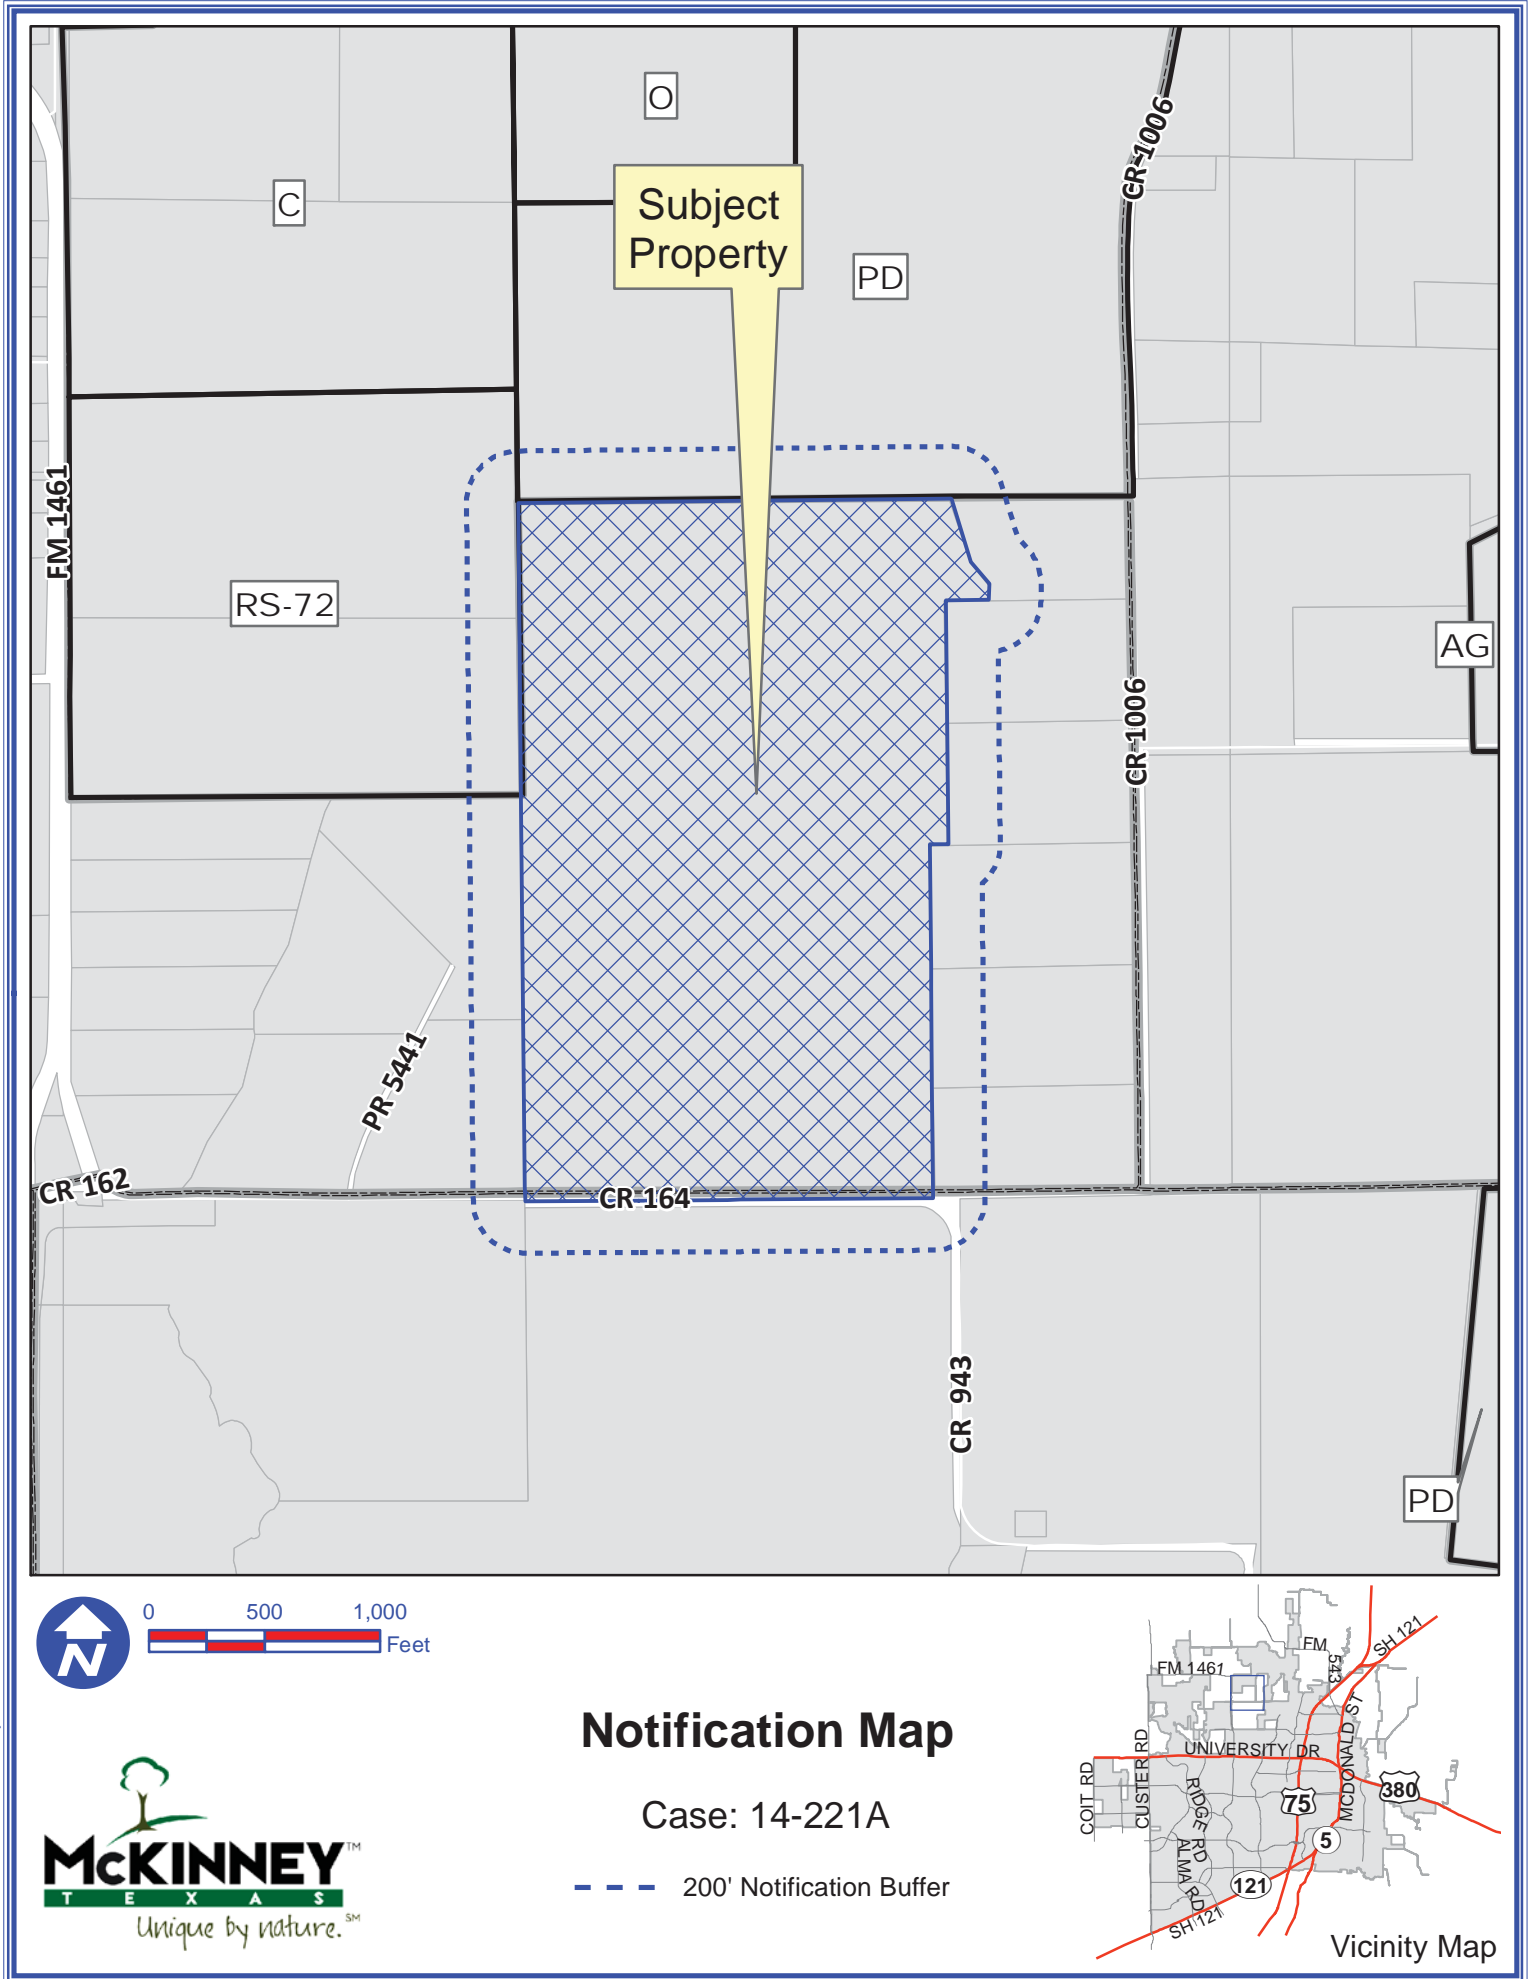 O
C
Subject
Property
PD
CR 1006
FM 1461
RS-72
AG
CR 1006
PR 5441
CR 162
CR 164
CR 943
PD
0 500 1,000
Feet
N
Notification Map
Case: 14-221A
200' Notification Buffer
McKINNEY™
TEXAS
Unique by nature.℠
FM 1461
FM
543
SH 121
UNIVERSITY DR
MCDONALD ST
COIT RD
CUSTER RD
RIDGE RD
ALMA RD
75
380
5
121
SH 121
Vicinity Map